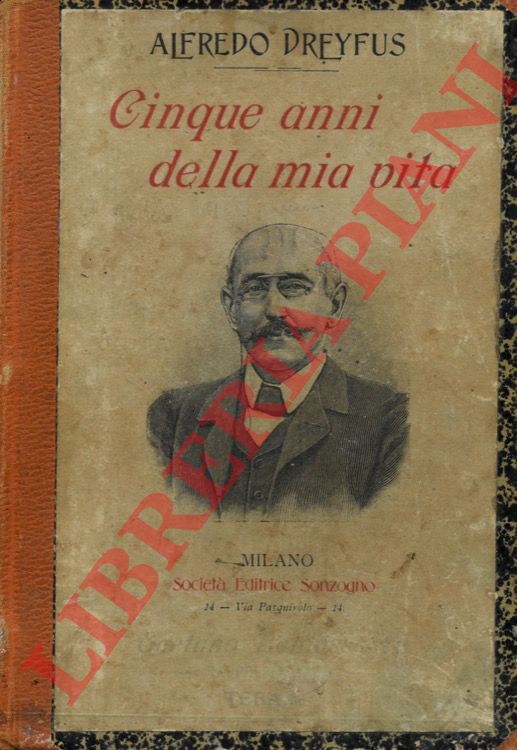 ALFREDO DREYFUS
Cinque anni
della mia vita
MILANO
Società Editrice Sonzogno
14 — Via Pasquirolo — 14
LIBRERIA PIANI